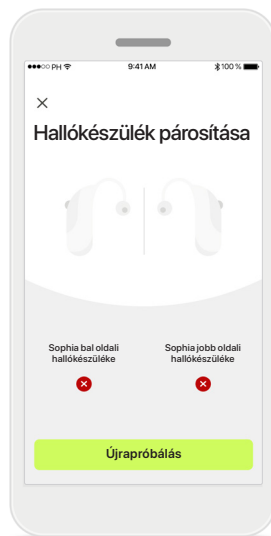 PH 9:41 AM 100 %
Hallókészülék párosítása
Sophia bal oldali
hallókészüléke
Sophia jobb oldali
hallókészüléke
Újrapróbálás